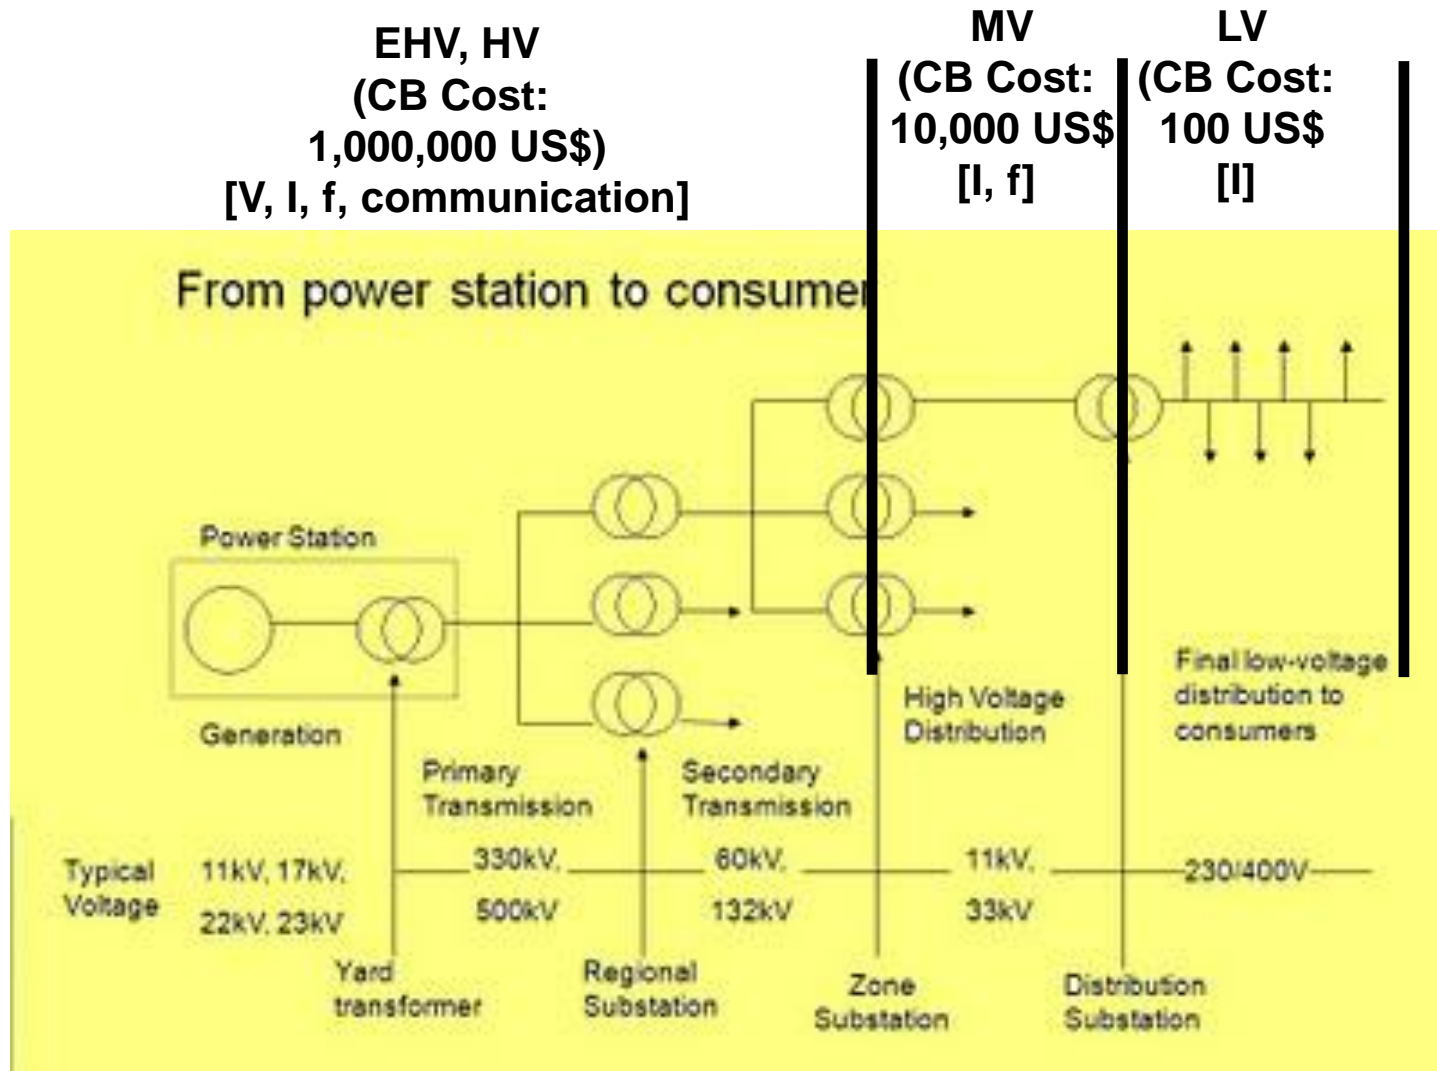 EHV, HV
(CB Cost:
1,000,000 US$)
[V, I, f, communication]
MV
(CB Cost:
10,000 US$
[I, f]
LV
(CB Cost:
100 US$
[I]
From power station to consumer
Power Station
Generation
Primary
Transmission
Secondary
Transmission
High Voltage
Distribution
Final low-voltage
distribution to
consumers
Typical
Voltage
11kV, 17kV,
22kV, 23kV
330kV,
500kV
60kV,
132kV
11kV,
33kV
230/400V
Yard
transformer
Regional
Substation
Zone
Substation
Distribution
Substation